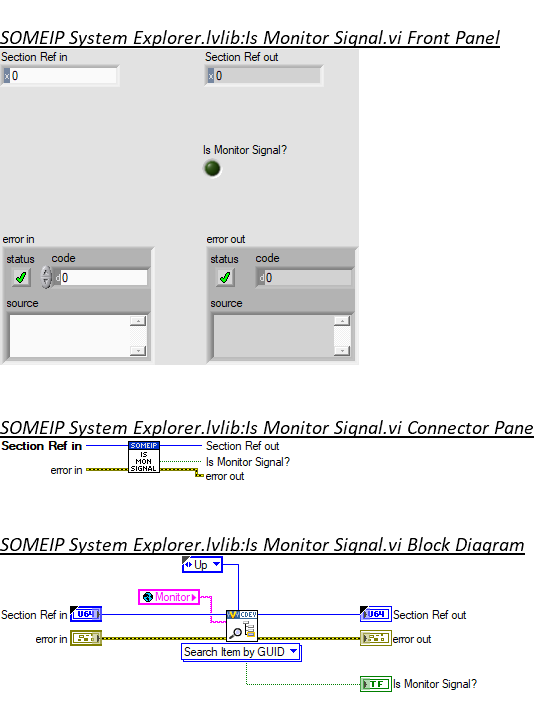 SOMEIP System Explorer.lvlib:Is Monitor Signal.vi Front Panel
Section Ref in
Section Ref out
x 0
x 0
Is Monitor Signal?
error in
error out
status code
status code
d 0
d 0
source
source
SOMEIP System Explorer.lvlib:Is Monitor Signal.vi Connector Pane
Section Ref in
SOMEIP
IS
MON
SIGNAL
Section Ref out
Is Monitor Signal?
error in
error out
SOMEIP System Explorer.lvlib:Is Monitor Signal.vi Block Diagram
Up
Monitor
Section Ref in
U64
CDEV
U64
Section Ref out
error in
error out
Search Item by GUID
TF
Is Monitor Signal?